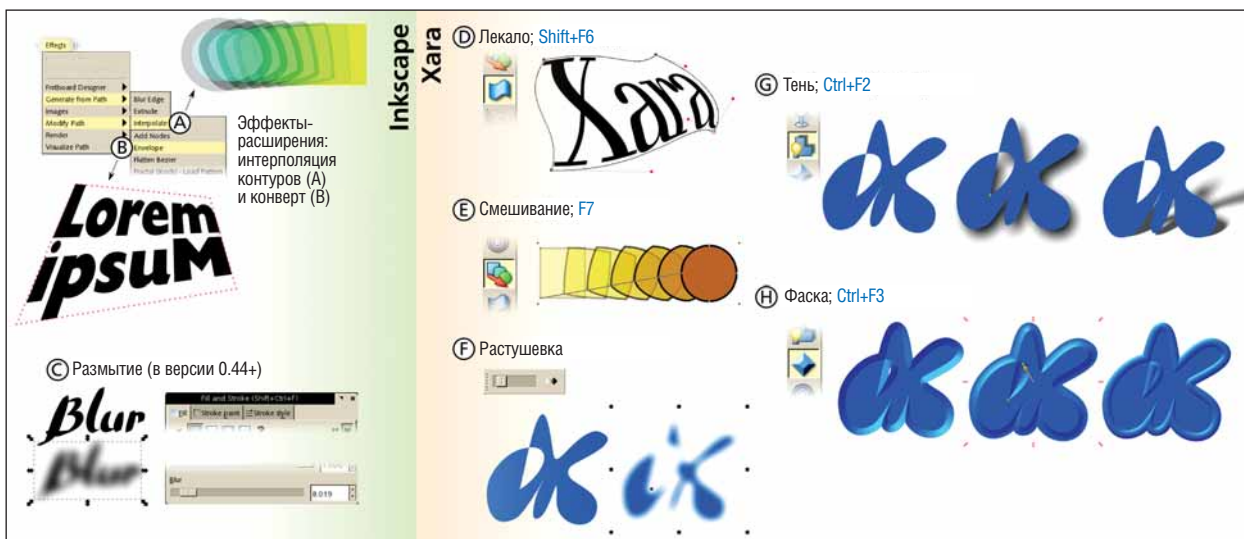 Effects
Fretboard Designer
Generate from Path
Images
Modify Path
Render
Visualize Path
Blur Edge
Extrude
Interpolate
Add Nodes
Envelope
Flatten Bezier
A
B
Эффекты-
расширения:
интерполяция
контуров (A)
и конверт (B)
Lorem
ipsuM
C Размытие (в версии 0.44+)
Blur
Blur
Fill and Stroke (Shift+Ctrl+F)
Fill Stroke paint Stroke style
Blur
8.019
Inkscape
Xara
D Лекало; Shift+F6
Xara
E Смешивание; F7
F Растушевка
G Тень; Ctrl+F2
H Фаска; Ctrl+F3